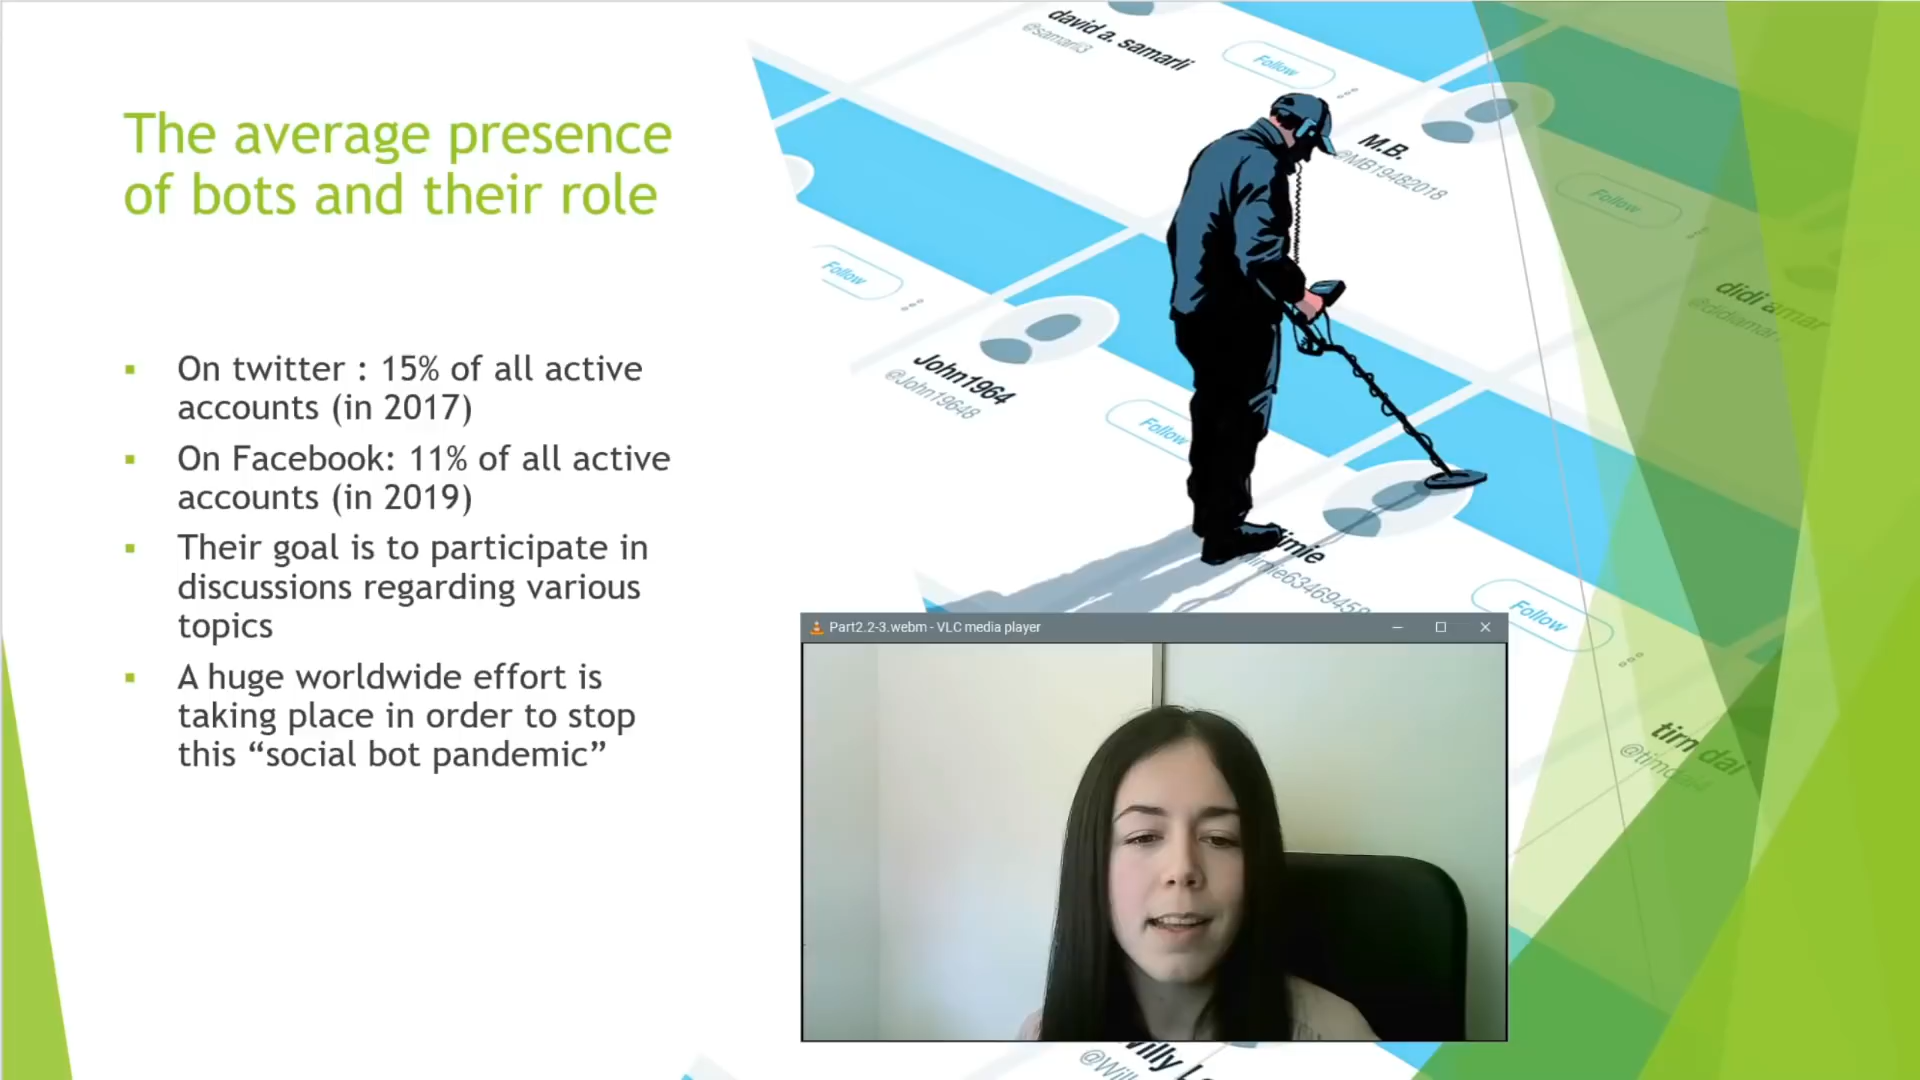 The average presence
of bots and their role
▪ On twitter : 15% of all active
accounts (in 2017)
▪ On Facebook: 11% of all active
accounts (in 2019)
▪ Their goal is to participate in
discussions regarding various
topics
▪ A huge worldwide effort is
taking place in order to stop
this “social bot pandemic”
david a. samarli
@samarli3
Follow
M.B.
@MB19482018
Follow
didi amar
Follow
John1964
@John19648
Follow
Follow
tim dai
Part2.2-3.webm - VLC media player